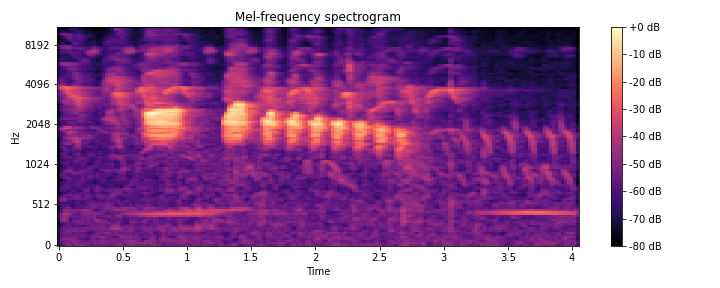 Mel-frequency spectrogram
8192
4096
2048
1024
512
0
Hz
0
0.5
1
1.5
2
2.5
3
3.5
4
Time
+0 dB
-10 dB
-20 dB
-30 dB
-40 dB
-50 dB
-60 dB
-70 dB
-80 dB